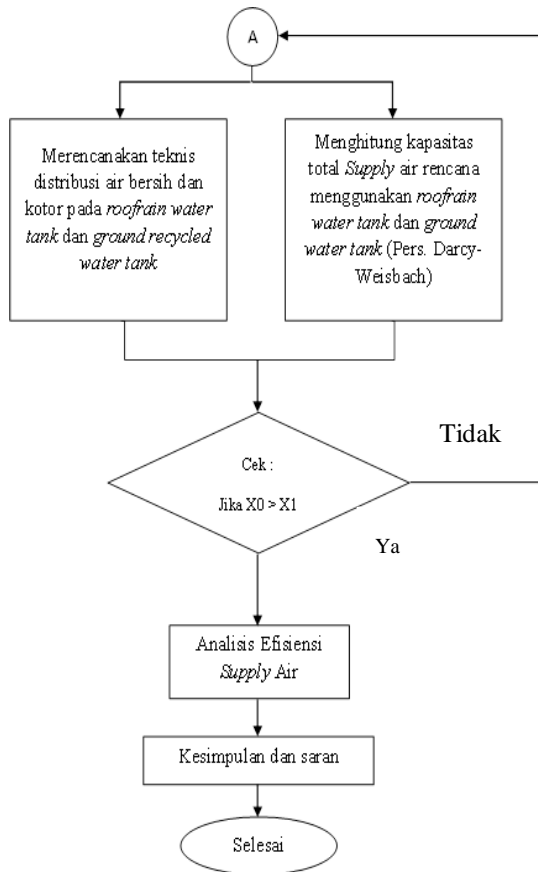 A
Merencanakan teknis
distribusi air bersih dan
kotor pada roofrain water
tank dan ground recycled
water tank
Menghitung kapasitas
total Supply air rencana
menggunakan roofrain
water tank dan ground
water tank (Pers. Darcy-
Weisbach)
Cek :
Jika X0 > X1
Tidak
Ya
Analisis Efisiensi
Supply Air
Kesimpulan dan saran
Selesai